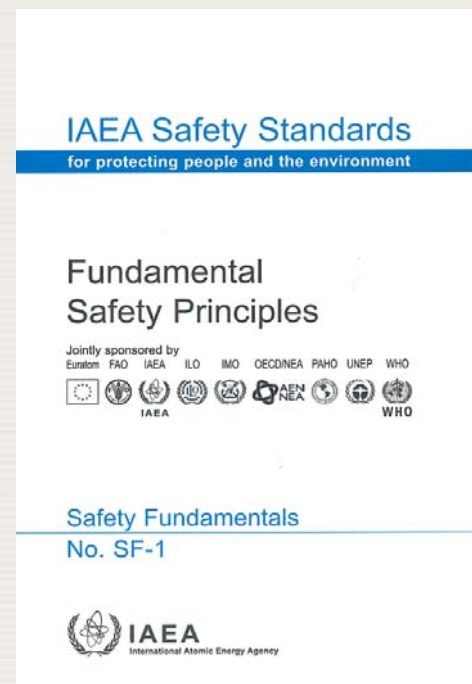 IAEA Safety Standards
for protecting people and the environment
Fundamental
Safety Principles
Jointly sponsored by
Euratom FAO IAEA ILO IMO OECD/NEA PAHO UNEP WHO
IAEA AEN
NEA WHO
Safety Fundamentals
No. SF-1
IAEA
International Atomic Energy Agency